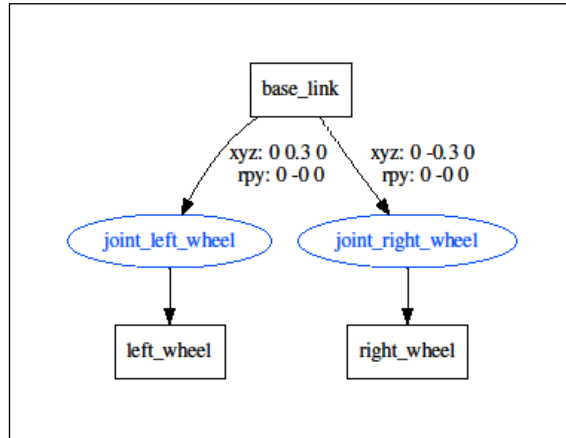 base_link
xyz: 0 0.3 0
rpy: 0 -0 0
xyz: 0 -0.3 0
rpy: 0 -0 0
joint_left_wheel
joint_right_wheel
left_wheel
right_wheel